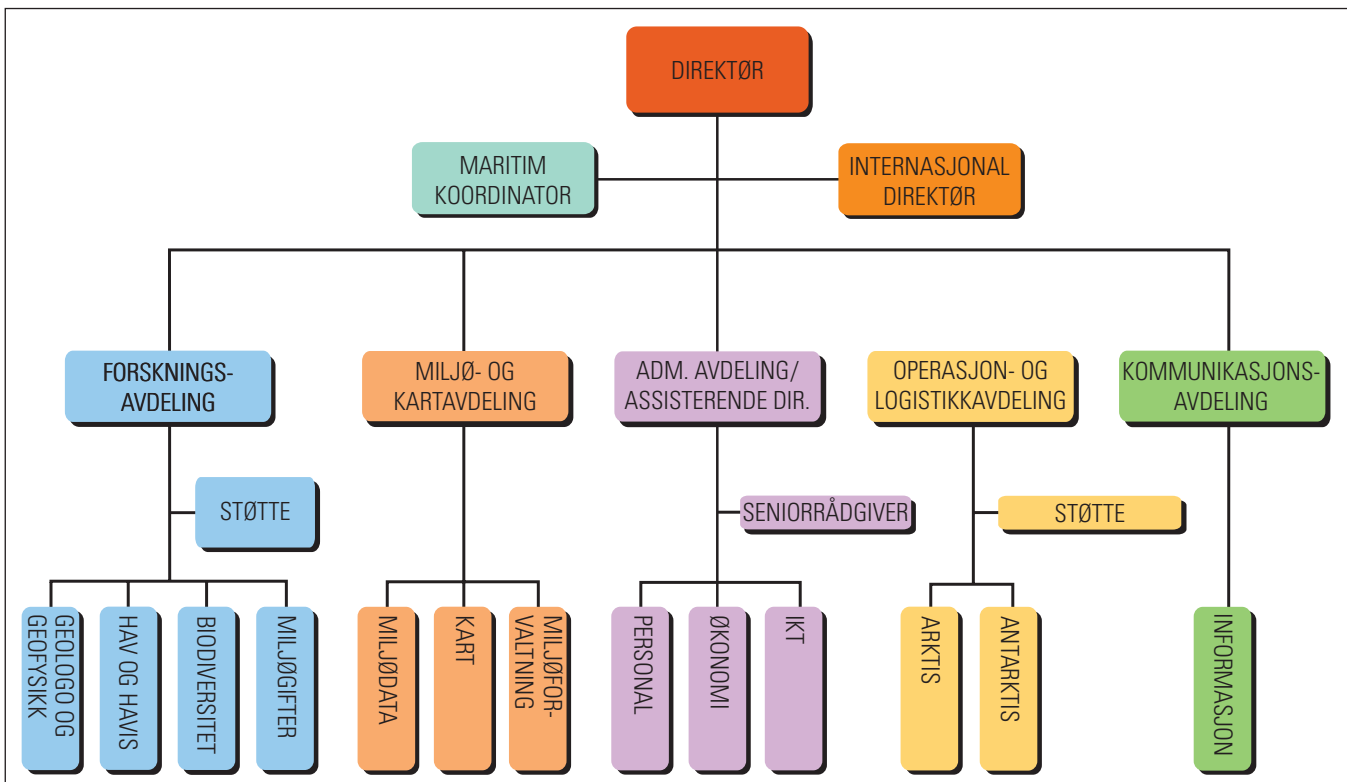 DIREKTØR
MARITIM
KOORDINATOR
INTERNASJONAL
DIREKTØR
FORSKNINGS-
AVDELING
MILJØ- OG
KARTAVDELING
ADM. AVDELING/
ASSISTERENDE DIR.
OPERASJON- OG
LOGISTIKKAVDELING
KOMMUNIKASJONS-
AVDELING
STØTTE
SENIORRÅDGIVER
STØTTE
GEOLOGO OG
GEOFYSIKK
HAV OG HAVIS
BIODIVERSITET
MILJØGIFTER
MILJØDATA
KART
MILJØFOR-
VALTNING
PERSONAL
ØKONOMI
IKT
ARKTIS
ANTARKTIS
INFORMASJON